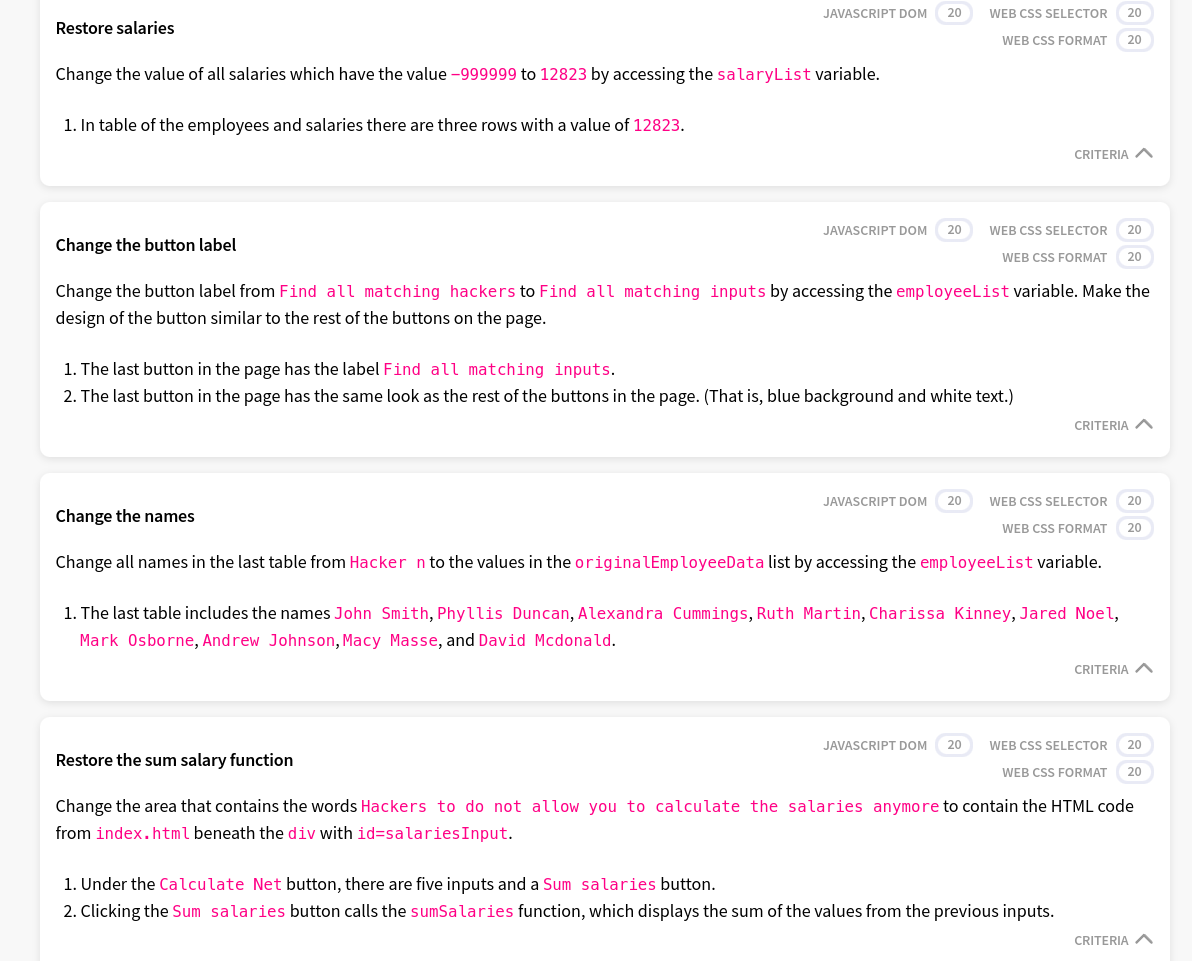 JAVASCRIPT DOM 20 WEB CSS SELECTOR 20
Restore salaries
WEB CSS FORMAT 20
Change the value of all salaries which have the value −999999 to 12823 by accessing the salaryList variable.
1. In table of the employees and salaries there are three rows with a value of 12823.
CRITERIA
JAVASCRIPT DOM 20 WEB CSS SELECTOR 20
Change the button label
WEB CSS FORMAT 20
Change the button label from Find all matching hackers to Find all matching inputs by accessing the employeeList variable. Make the
design of the button similar to the rest of the buttons on the page.
1. The last button in the page has the label Find all matching inputs.
2. The last button in the page has the same look as the rest of the buttons in the page. (That is, blue background and white text.)
CRITERIA
JAVASCRIPT DOM 20 WEB CSS SELECTOR 20
Change the names
WEB CSS FORMAT 20
Change all names in the last table from Hacker n to the values in the originalEmployeeData list by accessing the employeeList variable.
1. The last table includes the names John Smith, Phyllis Duncan, Alexandra Cummings, Ruth Martin, Charissa Kinney, Jared Noel,
Mark Osborne, Andrew Johnson, Macy Masse, and David Mcdonald.
CRITERIA
JAVASCRIPT DOM 20 WEB CSS SELECTOR 20
Restore the sum salary function
WEB CSS FORMAT 20
Change the area that contains the words Hackers to do not allow you to calculate the salaries anymore to contain the HTML code
from index.html beneath the div with id=salariesInput.
1. Under the Calculate Net button, there are five inputs and a Sum salaries button.
2. Clicking the Sum salaries button calls the sumSalaries function, which displays the sum of the values from the previous inputs.
CRITERIA